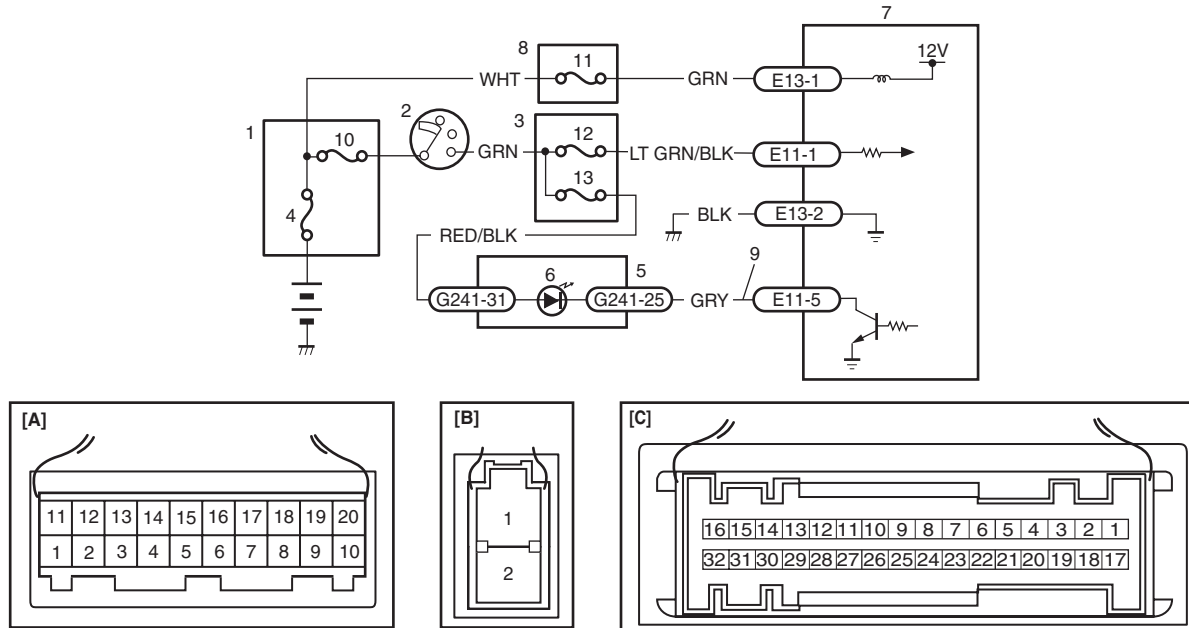 7
8 11 12V
WHT GRN E13-1
1 10 2 3 12
GRN LT GRN/BLK E11-1
13
4 BLK E13-2
RED/BLK 9
6 5
G241-31 G241-25 GRY E11-5
[A]
11 12 13 14 15 16 17 18 19 20
1 2 3 4 5 6 7 8 9 10
[B]
1
2
[C]
16 15 14 13 12 11 10 9 8 7 6 5 4 3 2 1
32 31 30 29 28 27 26 25 24 23 22 21 20 19 18 17